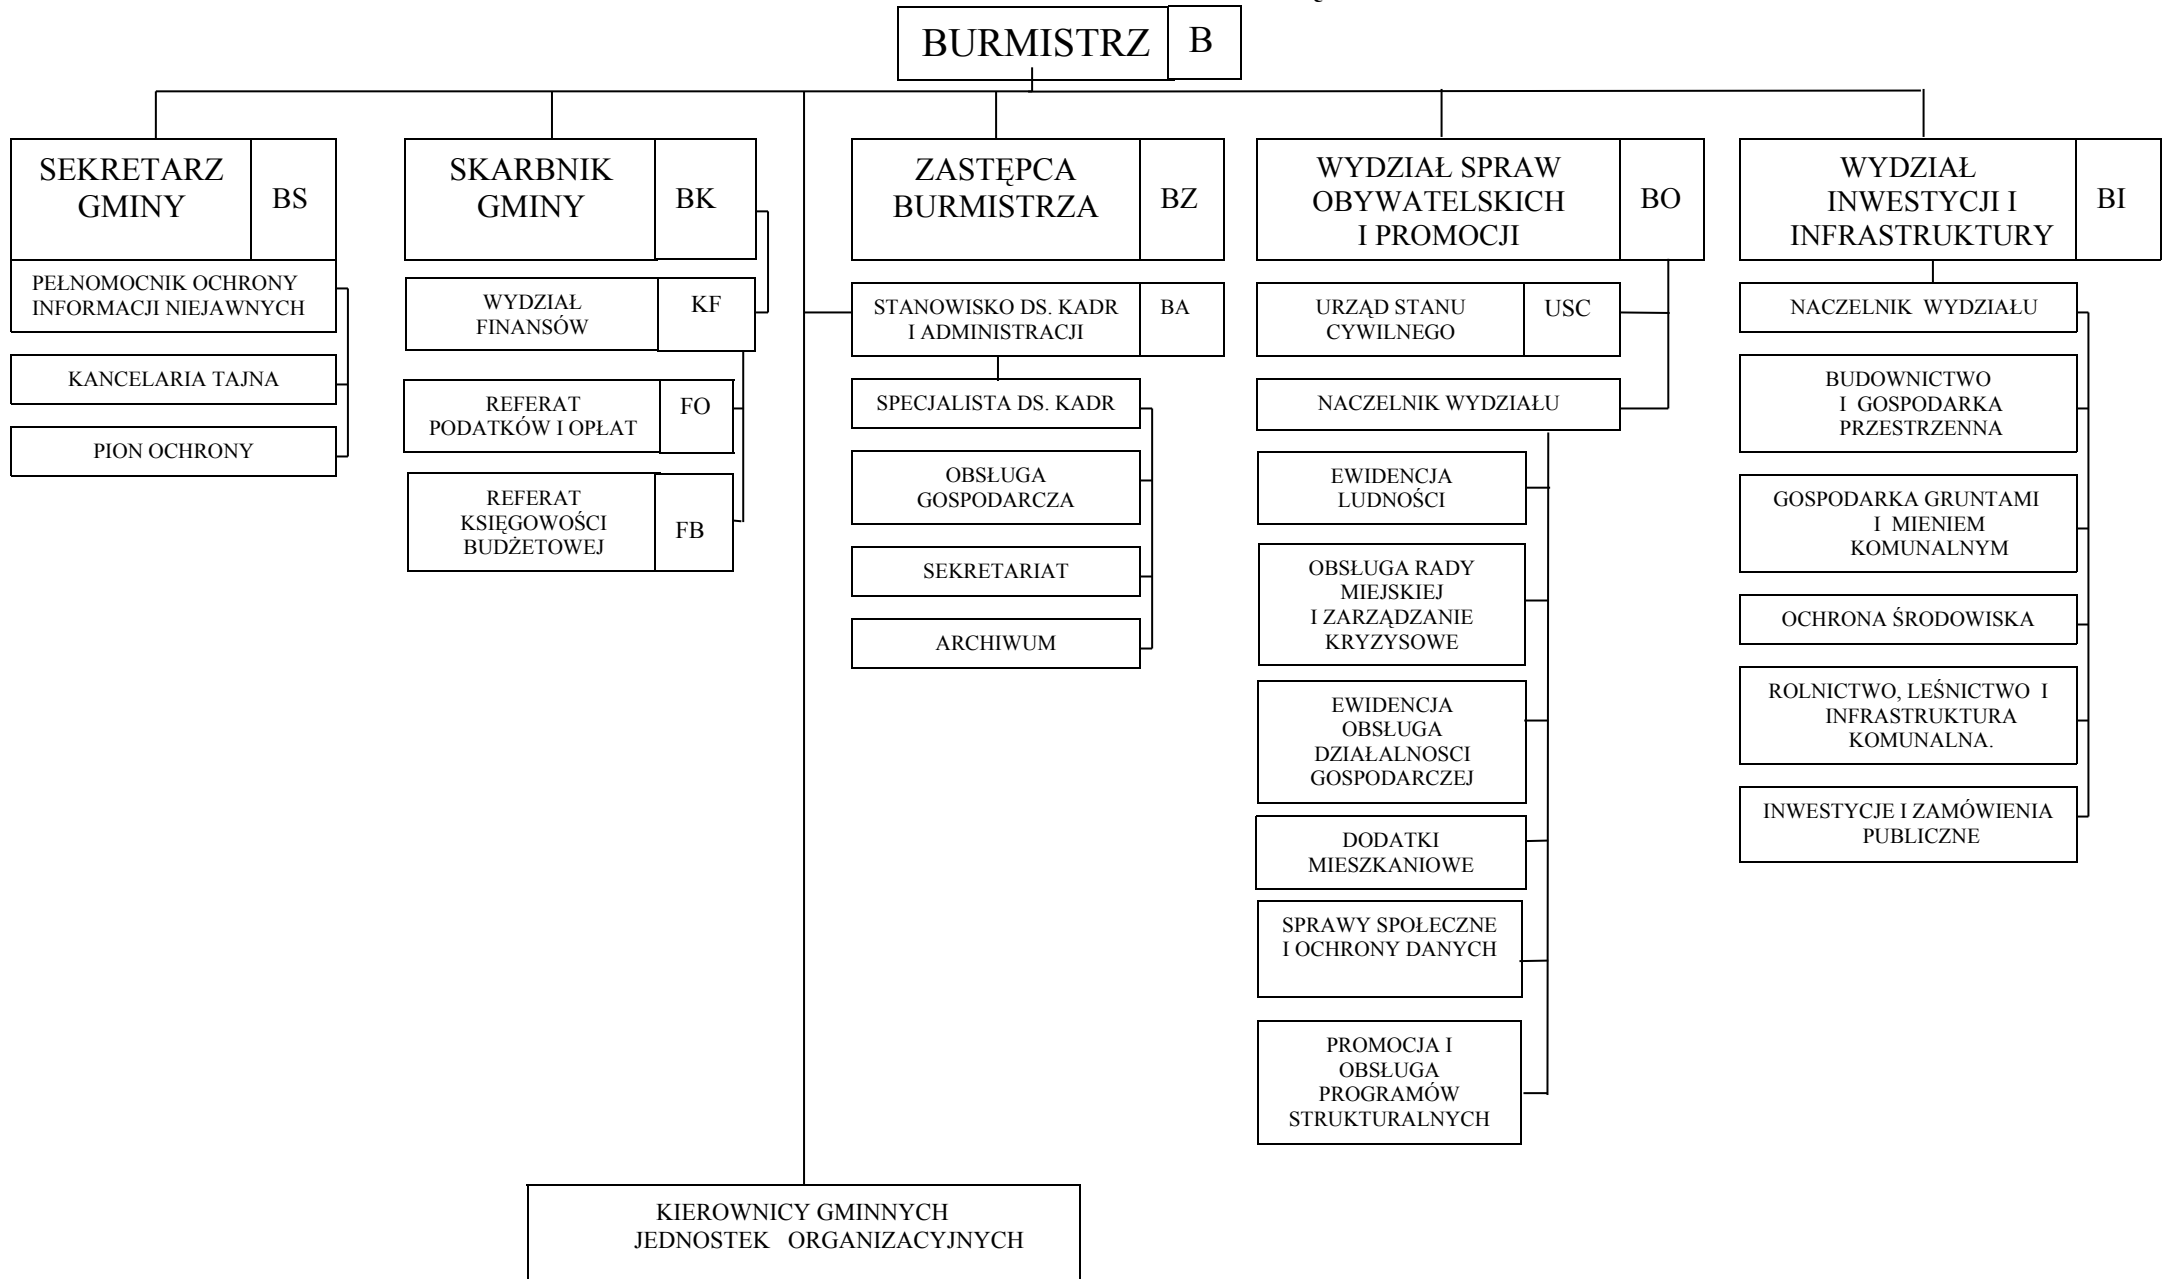 BURMISTRZ
B
SEKRETARZ
GMINY
BS
PEŁNOMOCNIK OCHRONY
INFORMACJI NIEJAWNYCH
KANCELARIA TAJNA
PION OCHRONY
SKARBNIK
GMINY
BK
WYDZIAŁ
FINANSÓW
KF
REFERAT
PODATKÓW I OPŁAT
FO
REFERAT
KSIĘGOWOŚCI
BUDŻETOWEJ
FB
ZASTĘPCA
BURMISTRZA
BZ
STANOWISKO DS. KADR
I ADMINISTRACJI
BA
SPECJALISTA DS. KADR
OBSŁUGA
GOSPODARCZA
SEKRETARIAT
ARCHIWUM
WYDZIAŁ SPRAW
OBYWATELSKICH
I PROMOCJI
BO
URZĄD STANU
CYWILNEGO
USC
NACZELNIK WYDZIAŁU
EWIDENCJA
LUDNOŚCI
OBSŁUGA RADY
MIEJSKIEJ
I ZARZĄDZANIE
KRYZYSOWE
EWIDENCJA
OBSŁUGA
DZIAŁALNOSCI
GOSPODARCZEJ
DODATKI
MIESZKANIOWE
SPRAWY SPOŁECZNE
I OCHRONY DANYCH
PROMOCJA I
OBSŁUGA
PROGRAMÓW
STRUKTURALNYCH
WYDZIAŁ
INWESTYCJI I
INFRASTRUKTURY
BI
NACZELNIK WYDZIAŁU
BUDOWNICTWO
I GOSPODARKA
PRZESTRZENNA
GOSPODARKA GRUNTAMI
I MIENIEM
KOMUNALNYM
OCHRONA ŚRODOWISKA
ROLNICTWO, LEŚNICTWO I
INFRASTRUKTURA
KOMUNALNA.
INWESTYCJE I ZAMÓWIENIA
PUBLICZNE
KIEROWNICY GMINNYCH
JEDNOSTEK ORGANIZACYJNYCH